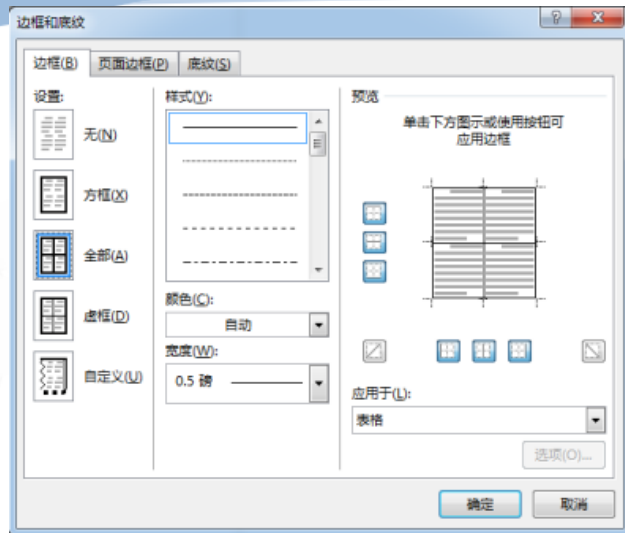 边框和底纹
边框(B) 页面边框(P) 底纹(S)
设置:
无(N)
方框(X)
全部(A)
虚框(D)
自定义(U)
样式(Y):
颜色(C):
自动
宽度(W):
0.5 磅
预览
单击下方图示或使用按钮可
应用边框
应用于(L):
表格
选项(O)...
确定 取消